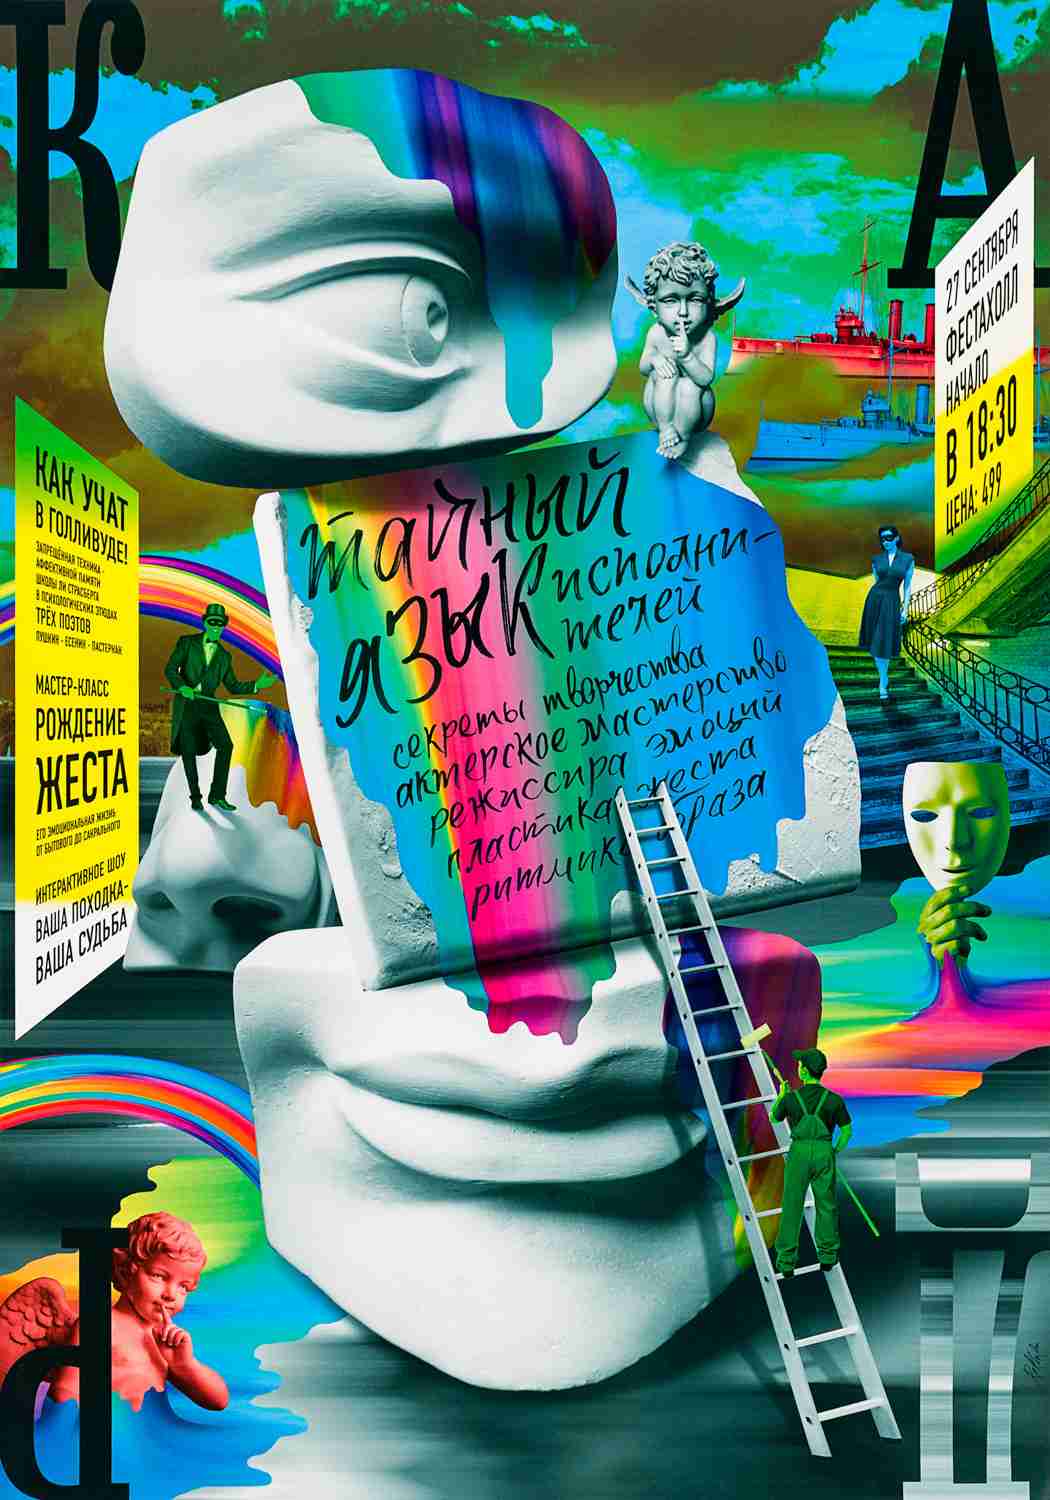 К А
27 СЕНТЯБРЯ
ФЕСТАХОЛЛ
НАЧАЛО
В 18:30
ЦЕНА: 499
КАК УЧАТ
В ГОЛЛИВУДЕ!
ЗАПРЕЩЁННАЯ ТЕХНИКА -
АФФЕКТИВНОЙ ПАМЯТИ
ШКОЛЫ ЛИ СТРАСБЕРГА
В ПСИХОЛОГИЧЕСКИХ ЭТЮДАХ
ТРЁХ ПОЭТОВ
ПУШКИН - ЕСЕНИН - ПАСТЕРНАК
МАСТЕР-КЛАСС
РОЖДЕНИЕ
ЖЕСТА
ЕГО ЭМОЦИОНАЛЬНАЯ ЖИЗНЬ
ОТ БЫТОВОГО ДО САКРАЛЬНОГО
ИНТЕРАКТИВНОЕ ШОУ
ВАША ПОХОДКА-
ВАША СУДЬБА
тайный
язык исполни-
телей
секреты творчества
актерское мастерство
режиссура эмоций
пластика жеста
ритмика образа